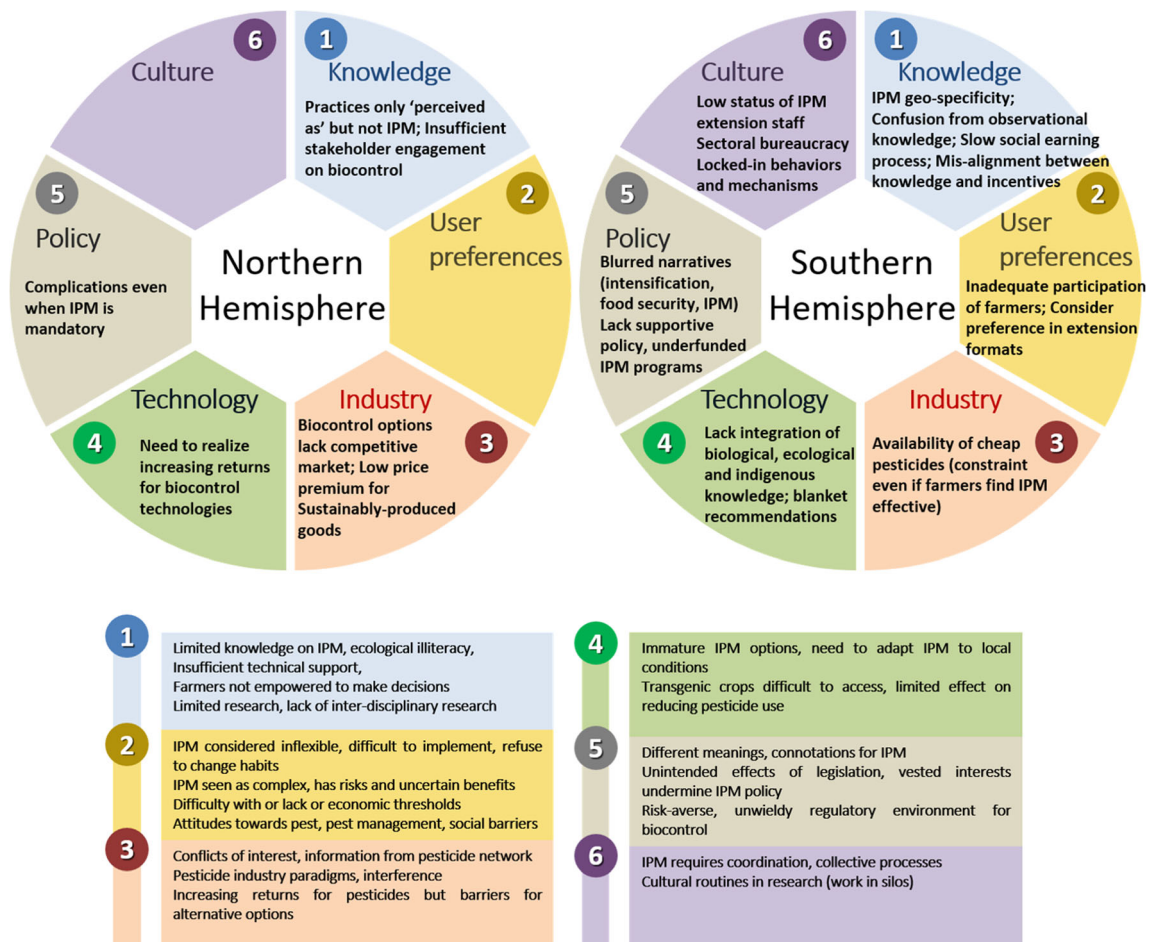 6
Culture
1
Knowledge
Practices only ‘perceived
as’ but not IPM; Insufficient
stakeholder engagement
on biocontrol
2
User
preferences
3
Industry
Biocontrol options
lack competitive
market; Low price
premium for
Sustainably-produced
goods
4
Technology
Need to realize
increasing returns
for biocontrol
technologies
5
Policy
Complications even
when IPM is
mandatory
Northern
Hemisphere
6
Culture
Low status of IPM
extension staff
Sectoral bureaucracy
Locked-in behaviors
and mechanisms
1
Knowledge
IPM geo-specificity;
Confusion from observational
knowledge; Slow social earning
process; Mis-alignment between
knowledge and incentives
2
User
preferences
Inadequate participation
of farmers; Consider
preference in extension
formats
3
Industry
Availability of cheap
pesticides (constraint
even if farmers find IPM
effective)
4
Technology
Lack integration of
biological, ecological
and indigenous
knowledge; blanket
recommendations
5
Policy
Blurred narratives
(intensification,
food security, IPM)
Lack supportive
policy, underfunded
IPM programs
Southern
Hemisphere
1
Limited knowledge on IPM, ecological illiteracy,
Insufficient technical support,
Farmers not empowered to make decisions
Limited research, lack of inter-disciplinary research
2
IPM considered inflexible, difficult to implement, refuse
to change habits
IPM seen as complex, has risks and uncertain benefits
Difficulty with or lack or economic thresholds
Attitudes towards pest, pest management, social barriers
3
Conflicts of interest, information from pesticide network
Pesticide industry paradigms, interference
Increasing returns for pesticides but barriers for
alternative options
4
Immature IPM options, need to adapt IPM to local
conditions
Transgenic crops difficult to access, limited effect on
reducing pesticide use
5
Different meanings, connotations for IPM
Unintended effects of legislation, vested interests
undermine IPM policy
Risk-averse, unwieldy regulatory environment for
biocontrol
6
IPM requires coordination, collective processes
Cultural routines in research (work in silos)